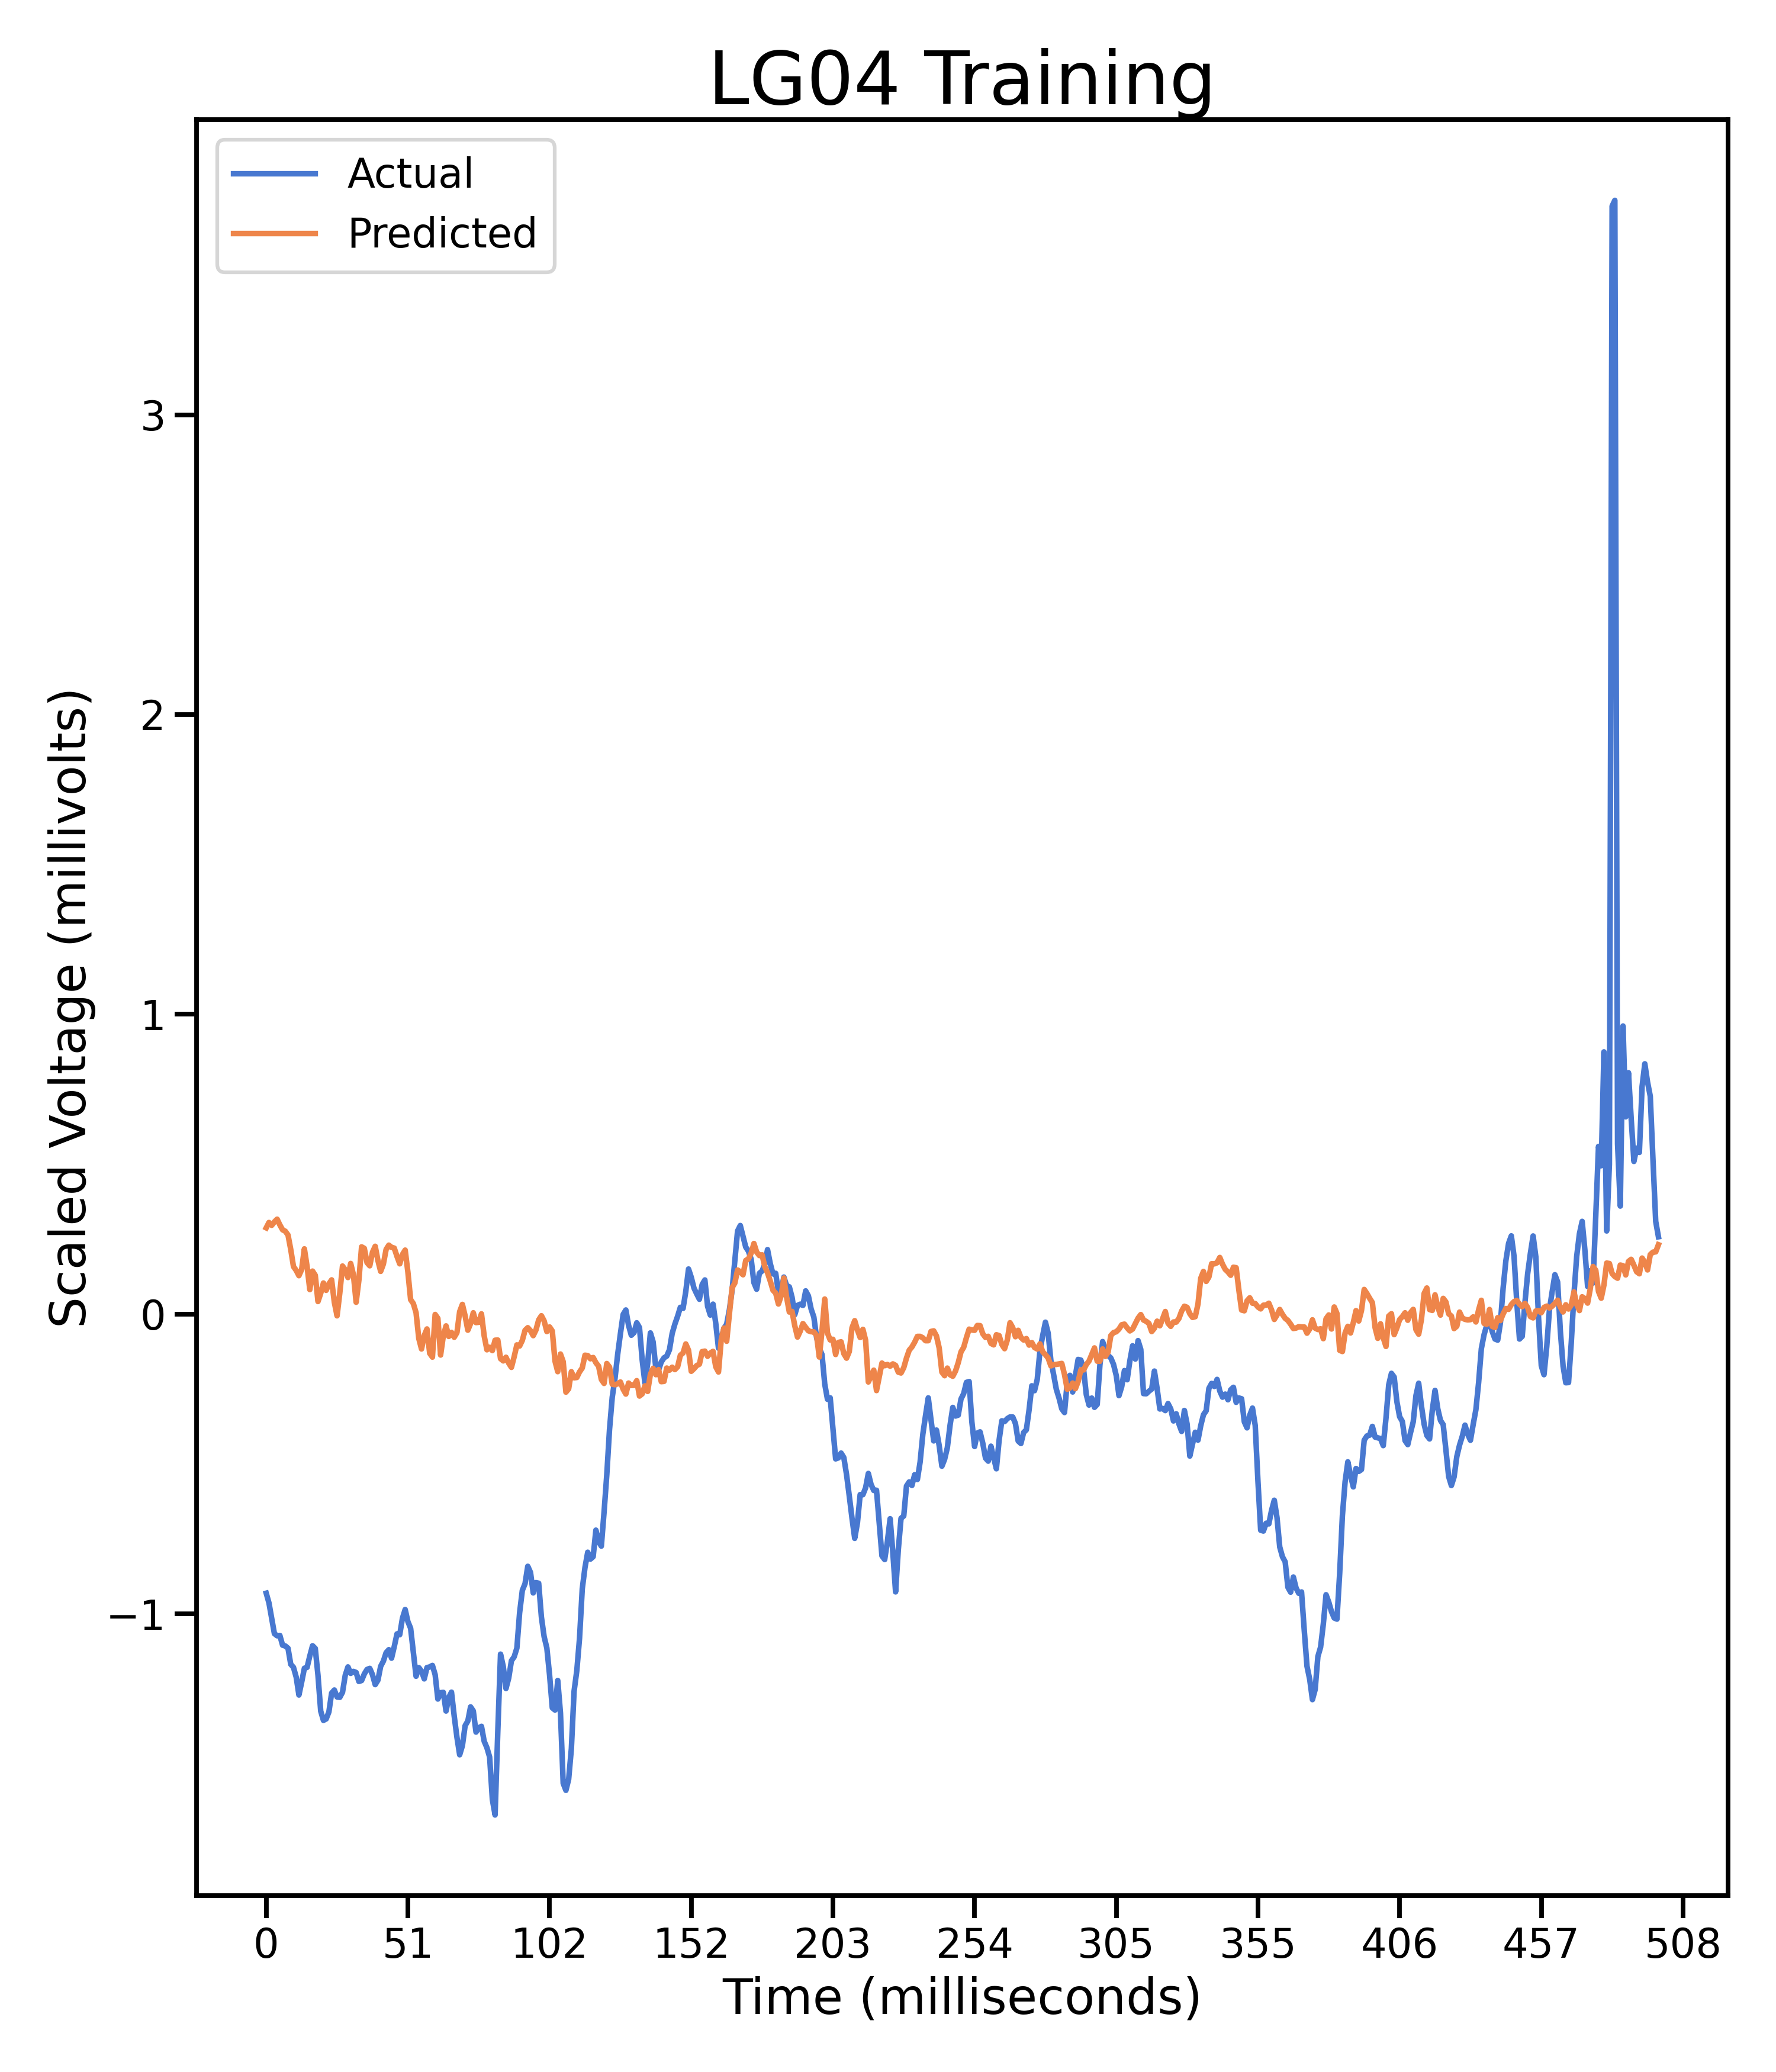 LG04 Training
Actual
Predicted
Scaled Voltage (millivolts)
3
2
1
0
−1
0 51 102 152 203 254 305 355 406 457 508
Time (milliseconds)